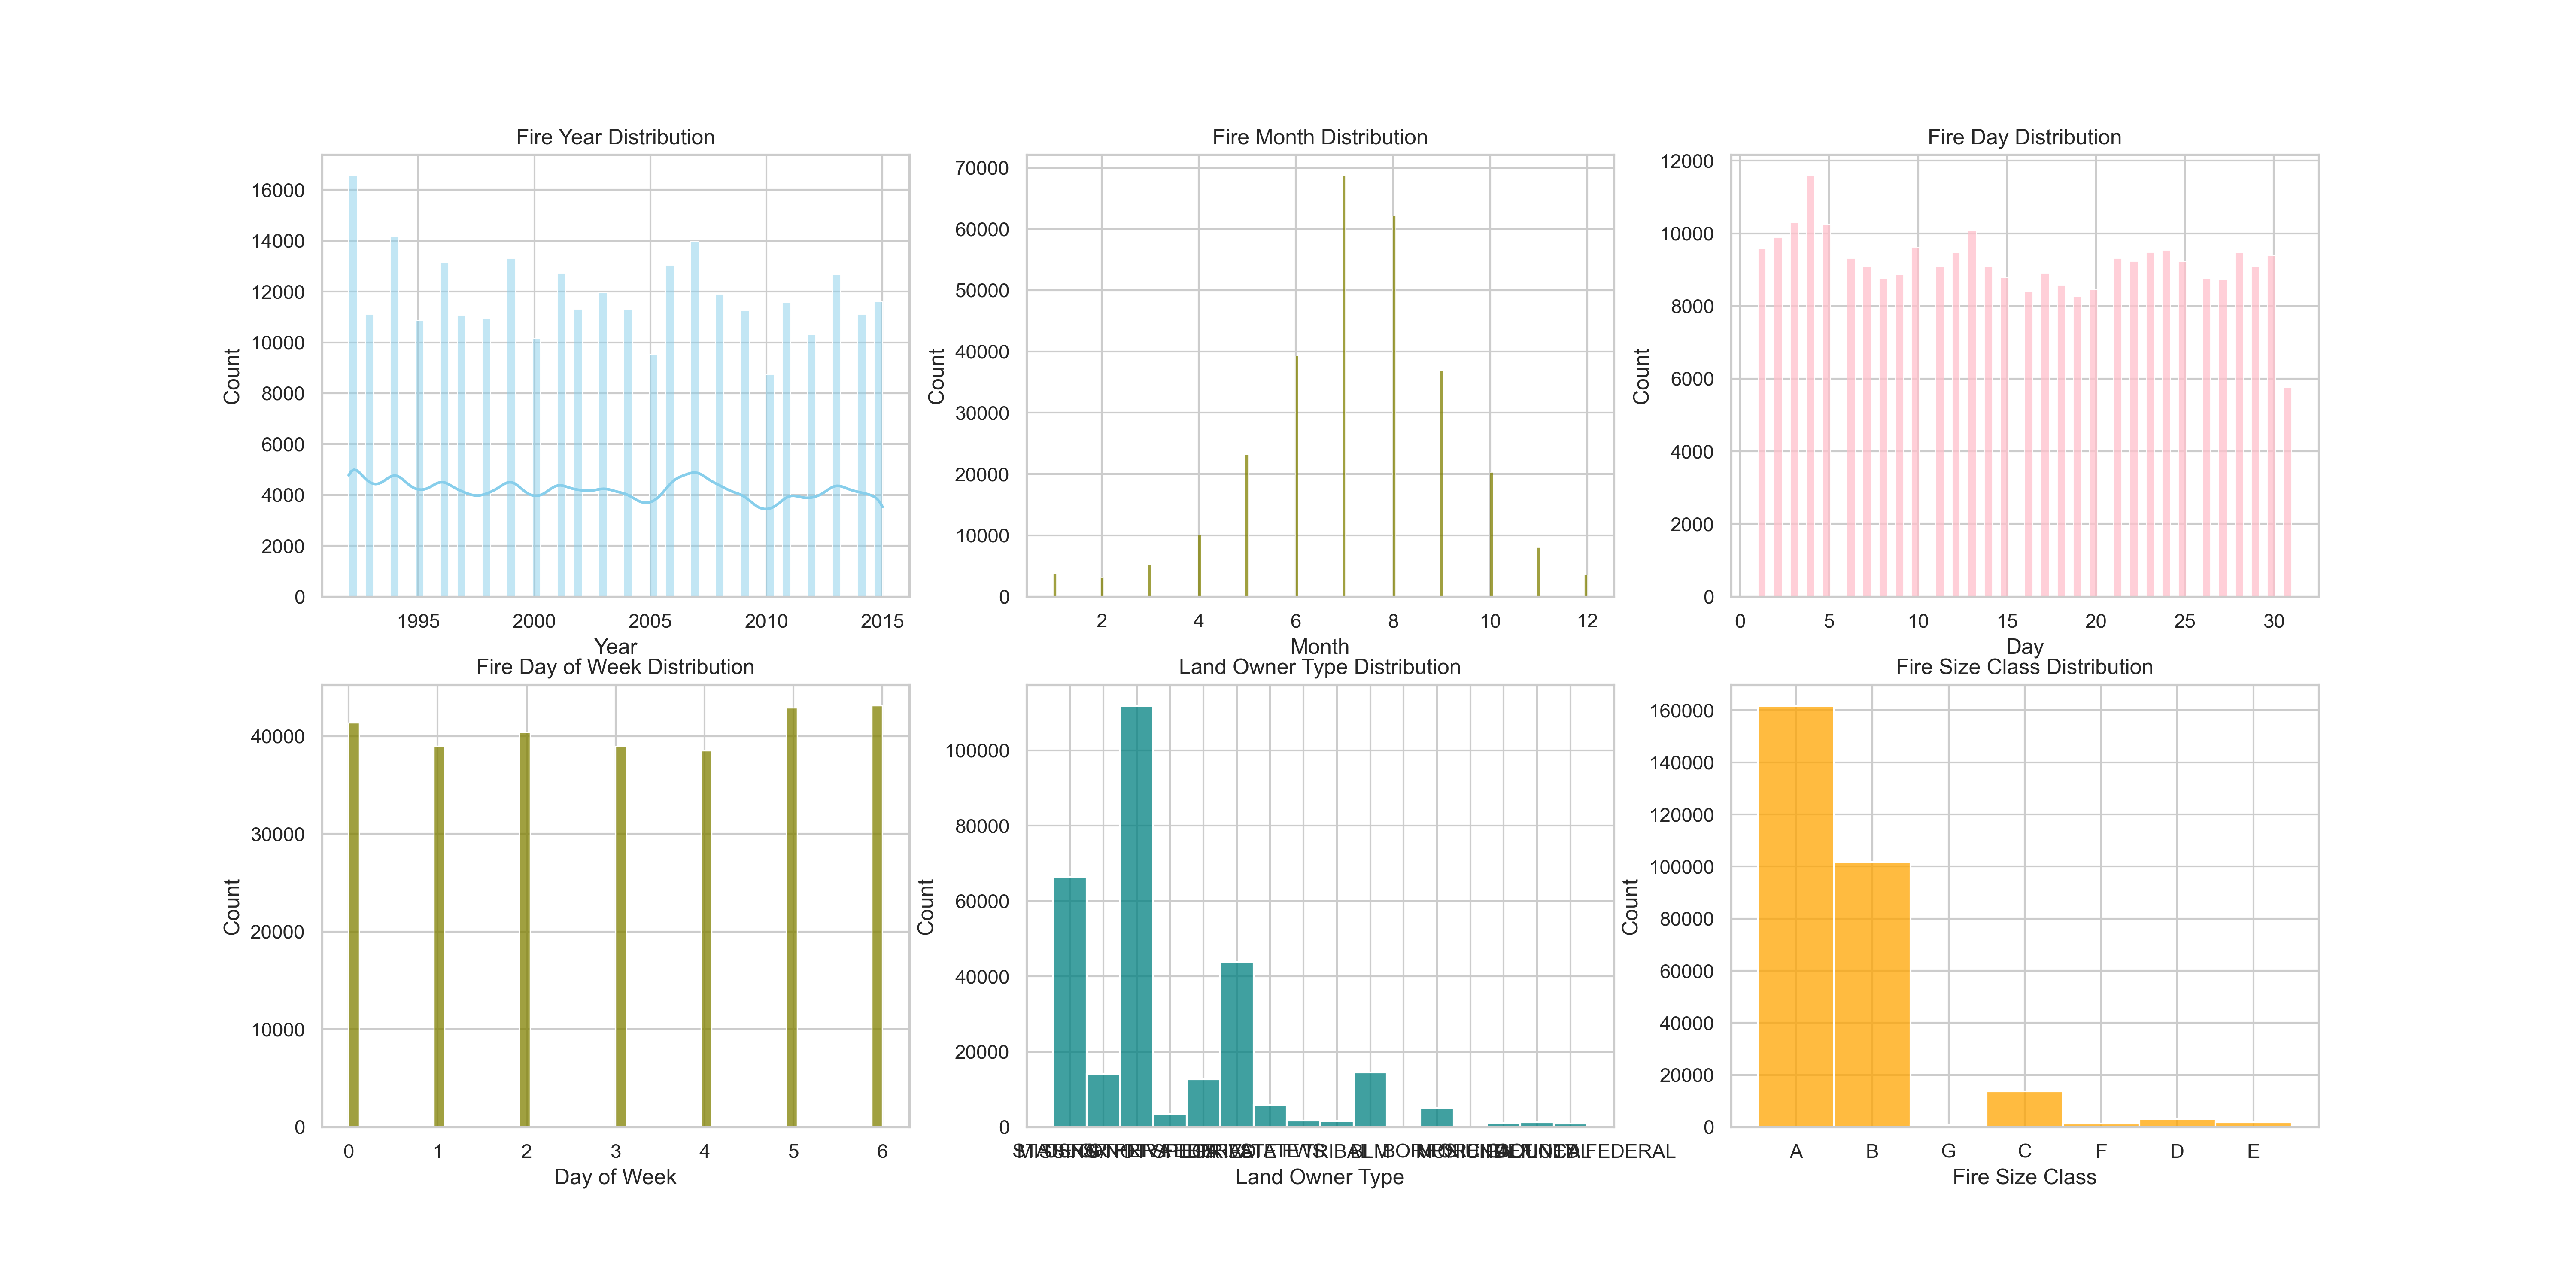 Fire Year Distribution
16000
14000
12000
10000
8000
6000
4000
2000
0
Count
1995 2000 2005 2010 2015
Year
Fire Month Distribution
70000
60000
50000
40000
30000
20000
10000
0
Count
2 4 6 8 10 12
Month
Fire Day Distribution
12000
10000
8000
6000
4000
2000
0
Count
0 5 10 15 20 25 30
Day
Fire Day of Week Distribution
40000
30000
20000
10000
0
Count
0 1 2 3 4 5 6
Day of Week
Land Owner Type Distribution
100000
80000
60000
40000
20000
0
Count
BLM
FEDERAL
Land Owner Type
Fire Size Class Distribution
160000
140000
120000
100000
80000
60000
40000
20000
0
Count
A B G C F D E
Fire Size Class